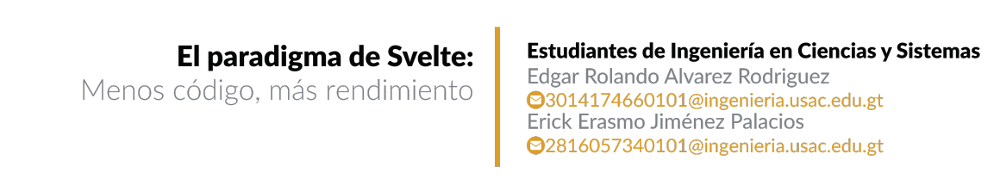 El paradigma de Svelte:
Menos código, más rendimiento
Estudiantes de Ingeniería en Ciencias y Sistemas
Edgar Rolando Alvarez Rodriguez
3014174660101@ingenieria.usac.edu.gt
Erick Erasmo Jiménez Palacios
2816057340101@ingenieria.usac.edu.gt